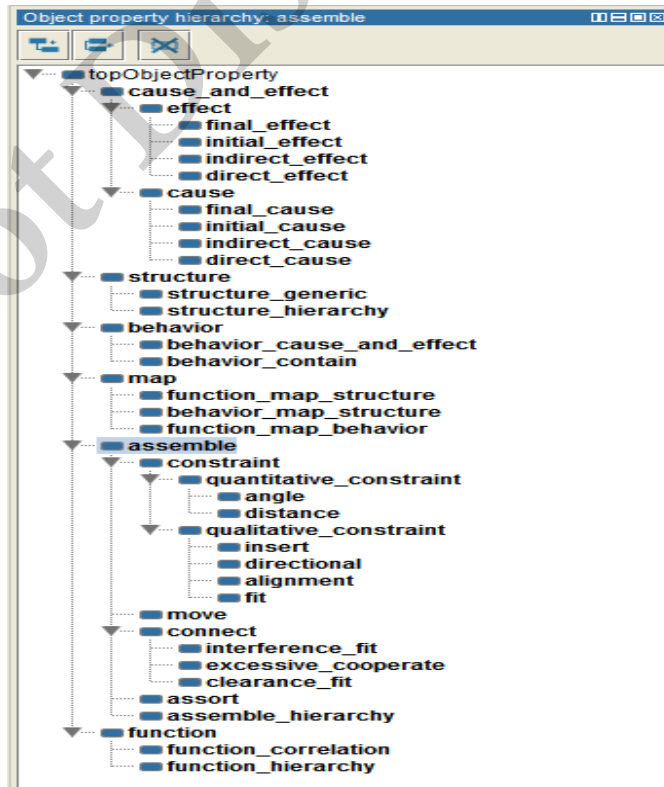 Object property hierarchy: assemble
topObjectProperty
cause_and_effect
effect
final_effect
initial_effect
indirect_effect
direct_effect
cause
final_cause
initial_cause
indirect_cause
direct_cause
structure
structure_generic
structure_hierarchy
behavior
behavior_cause_and_effect
behavior_contain
map
function_map_structure
behavior_map_structure
function_map_behavior
assemble
constraint
quantitative_constraint
angle
distance
qualitative_constraint
insert
directional
alignment
fit
move
connect
interference_fit
excessive_cooperate
clearance_fit
assort
assemble_hierarchy
function
function_correlation
function_hierarchy